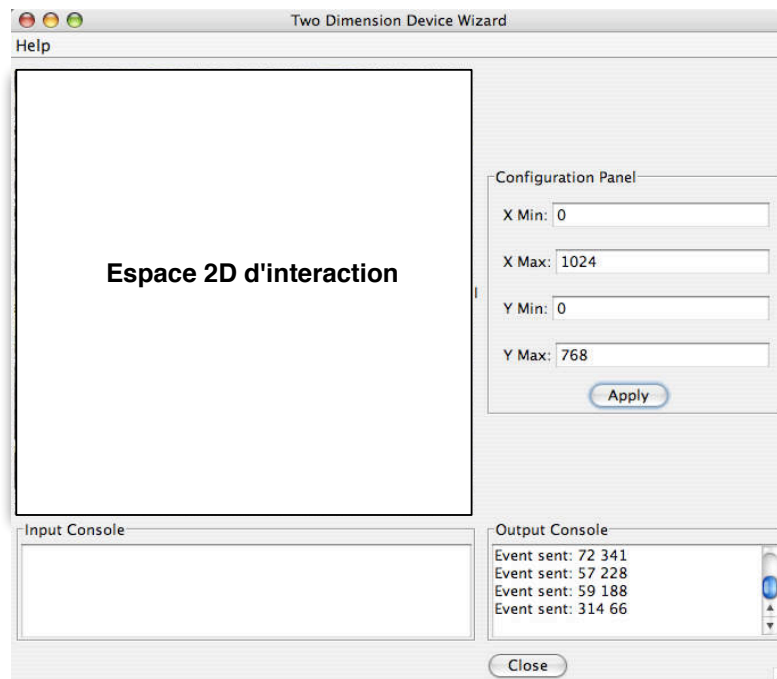 Two Dimension Device Wizard
Help
Espace 2D d'interaction
Configuration Panel
X Min: 0
X Max: 1024
Y Min: 0
Y Max: 768
Apply
Input Console
Output Console
Event sent: 72 341
Event sent: 57 228
Event sent: 59 188
Event sent: 314 66
Close